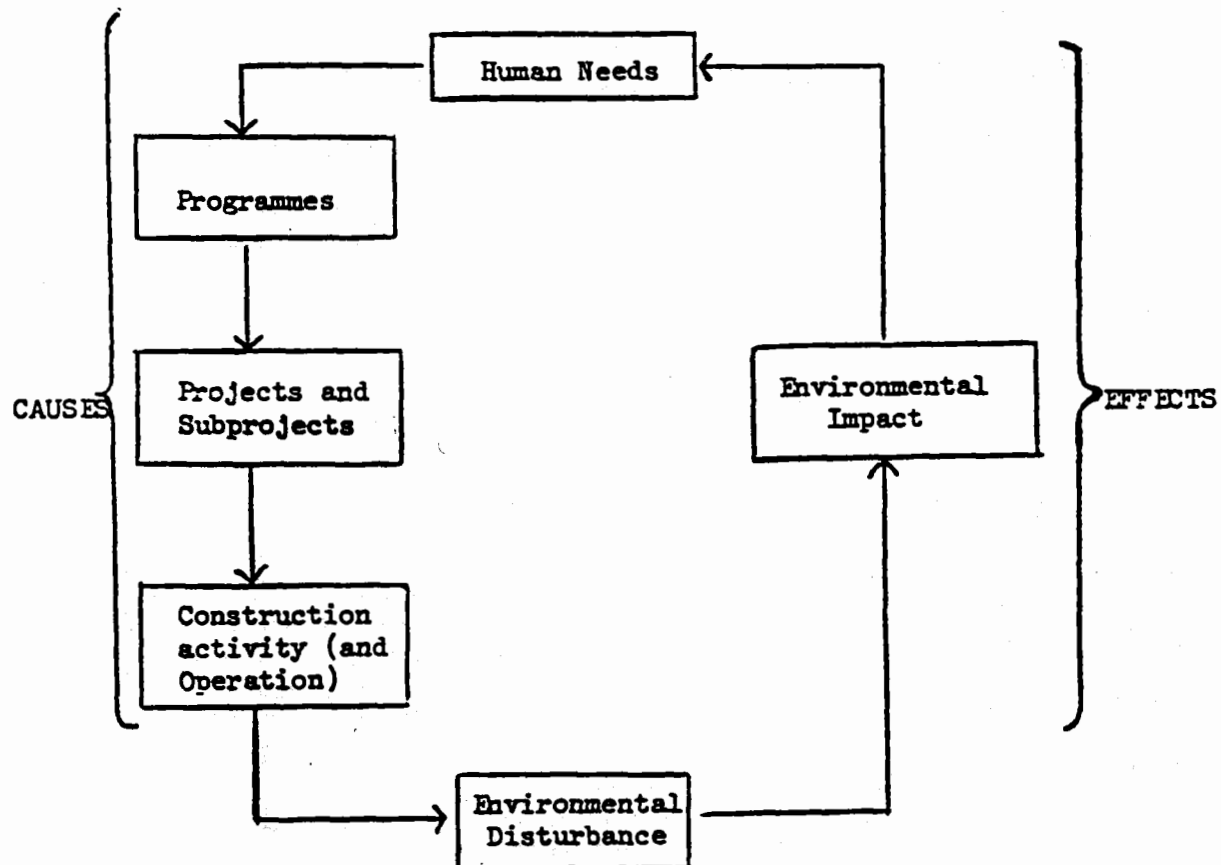 Human Needs
Programmes
Projects and
Subprojects
CAUSES
Environmental
Impact
EFFECTS
Construction
activity (and
Operation)
Environmental
Disturbance